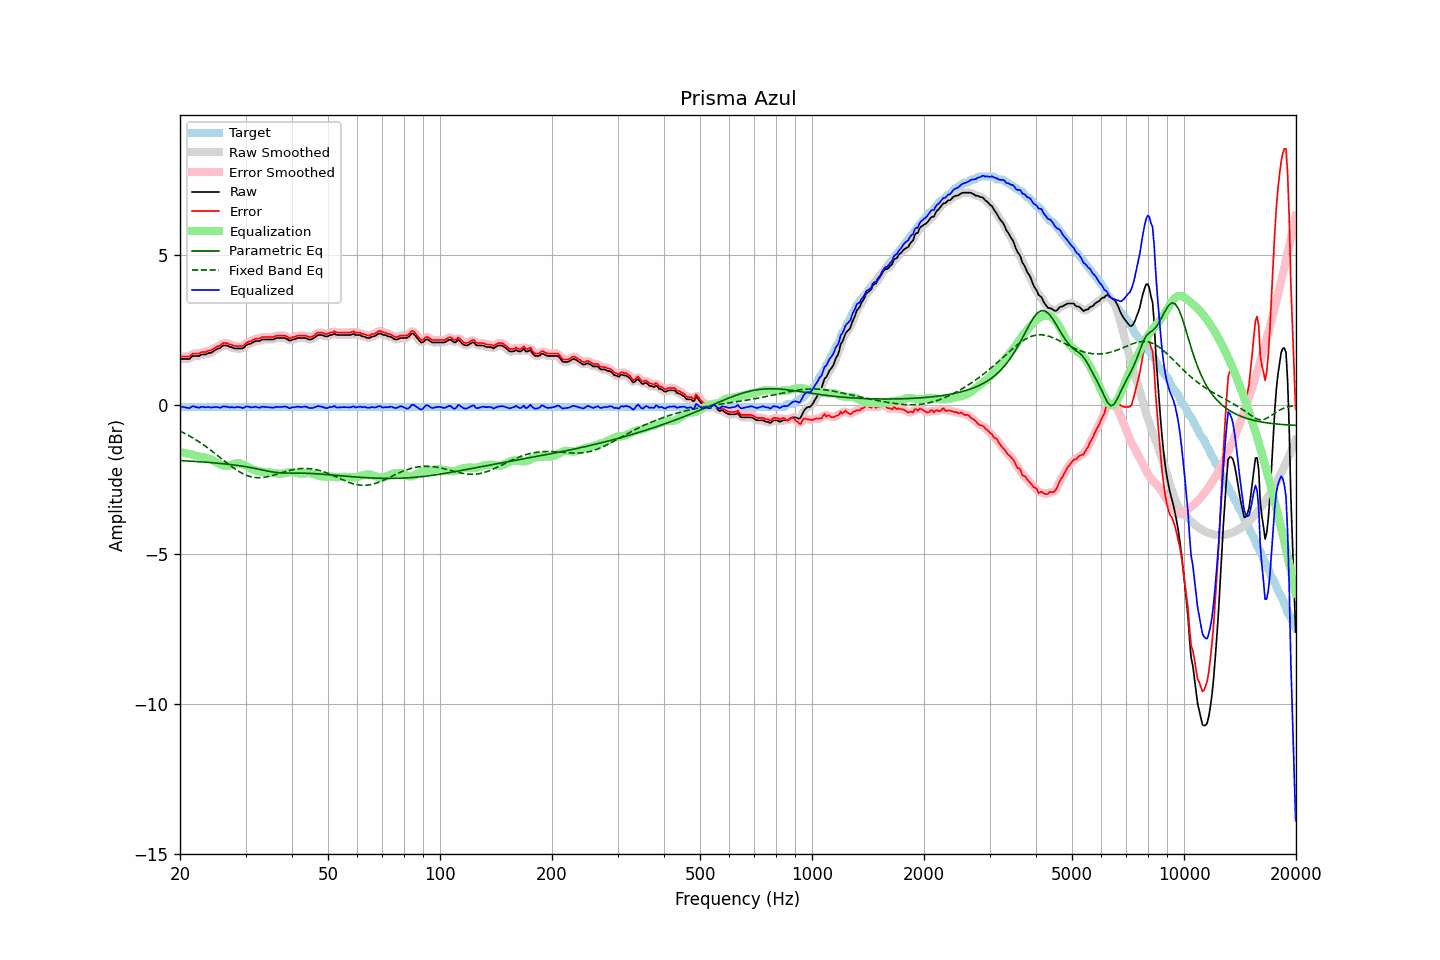 Prisma Azul
Target
Raw Smoothed
Error Smoothed
Raw
Error
Equalization
Parametric Eq
Fixed Band Eq
Equalized
5
0
−5
−10
−15
Amplitude (dBr)
20
50
100
200
500
1000
2000
5000
10000
20000
Frequency (Hz)